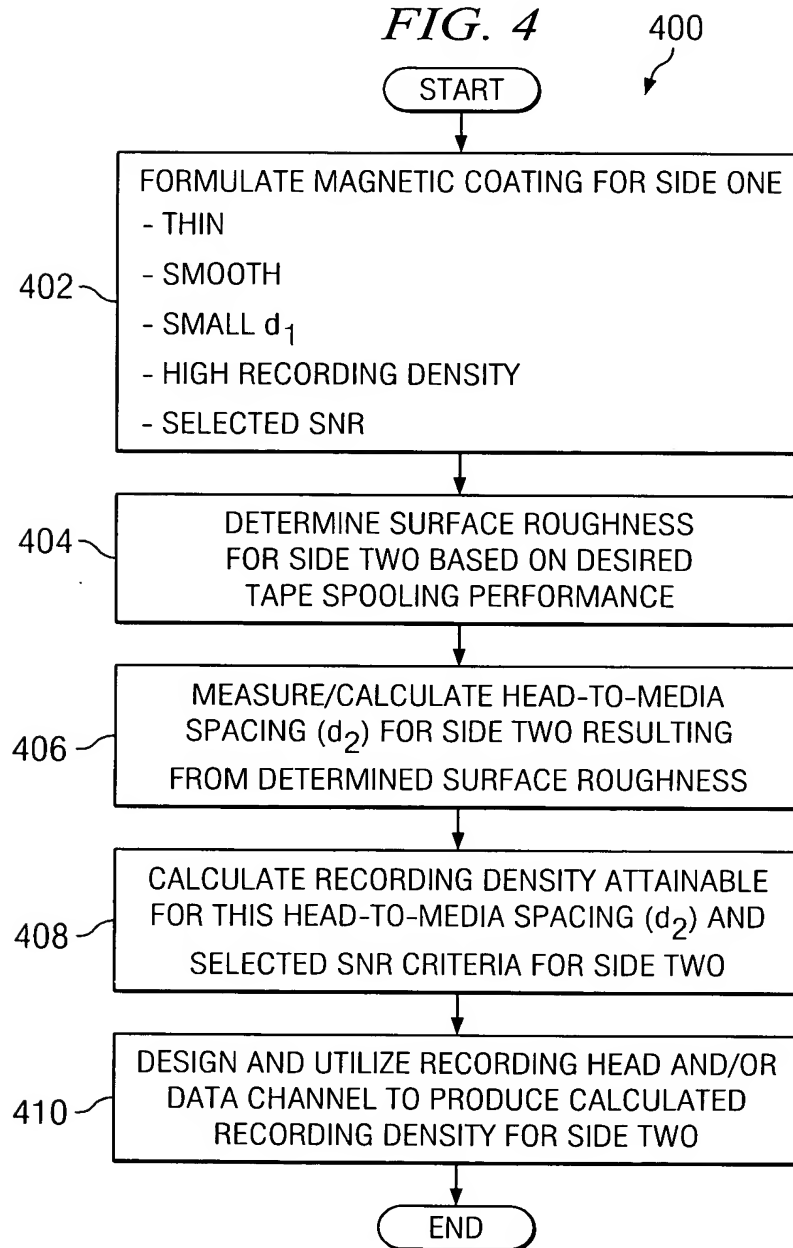 FIG. 4
400
START
FORMULATE MAGNETIC COATING FOR SIDE ONE
- THIN
- SMOOTH
- SMALL d1
- HIGH RECORDING DENSITY
- SELECTED SNR
402
DETERMINE SURFACE ROUGHNESS
FOR SIDE TWO BASED ON DESIRED
TAPE SPOOLING PERFORMANCE
404
MEASURE/CALCULATE HEAD-TO-MEDIA
SPACING (d2) FOR SIDE TWO RESULTING
FROM DETERMINED SURFACE ROUGHNESS
406
CALCULATE RECORDING DENSITY ATTAINABLE
FOR THIS HEAD-TO-MEDIA SPACING (d2) AND
SELECTED SNR CRITERIA FOR SIDE TWO
408
DESIGN AND UTILIZE RECORDING HEAD AND/OR
DATA CHANNEL TO PRODUCE CALCULATED
RECORDING DENSITY FOR SIDE TWO
410
END